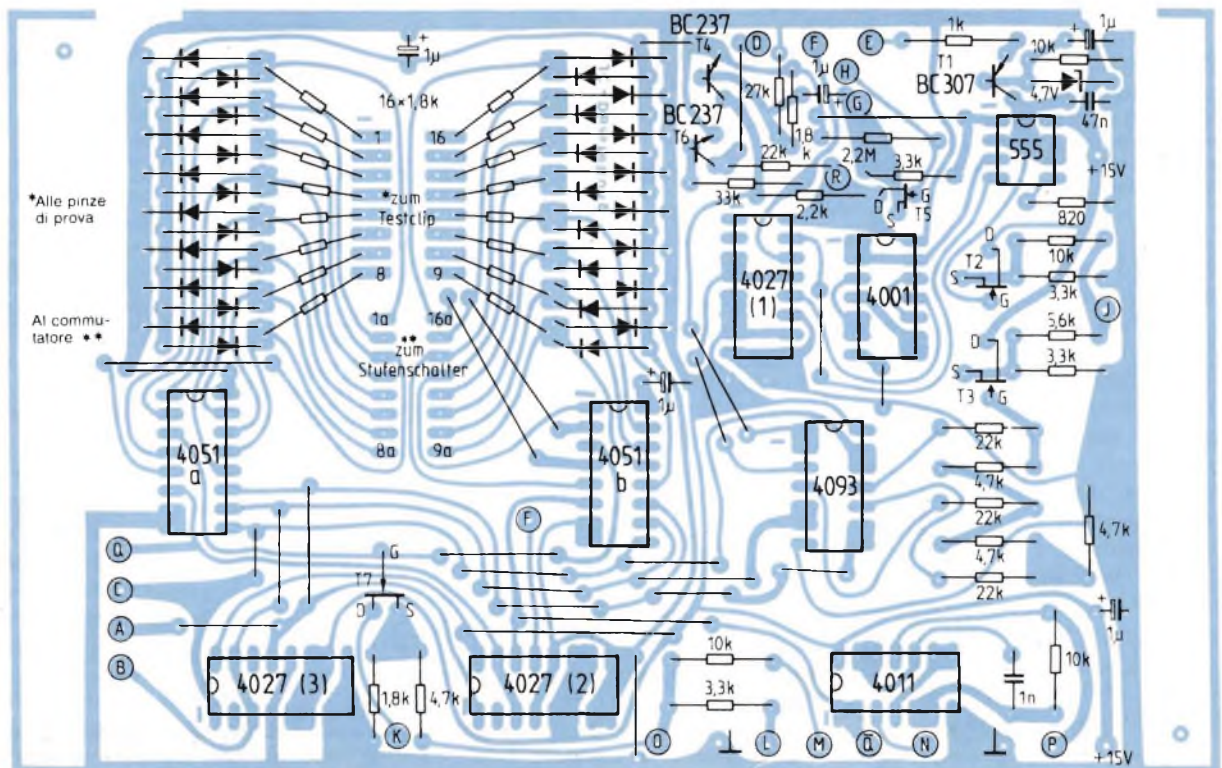 BC237
T4
D
F
E
1k
1µ
+
1µ
10k
T1
BC307
4,7V
47n
1µ
H
27k
G
16×1,8k
1,8
k
BC237
T6
1
16
2,2M
555
+15V
22k
3,3k
R
G
T5
D
S
33k
2,2k
820
*Alle pinze
di prova
*zum
Testclip
4027
(1)
4001
D
T2
S
G
10k
3,3k
8
9
J
Al commu-
tatore **
1a
16a
5,6k
**
zum
Stufenschalter
D
S
T3
G
3,3k
1µ
4051
a
8a
9a
4051
b
4093
22k
4,7k
22k
4,7k
4,7k
22k
F
Q
C
G
T7
D
S
A
1µ
B
4027 (3)
1,8k
4,7k
4027 (2)
10k
3,3k
4011
1n
10k
K
O
L
M
Q
N
P
+15V